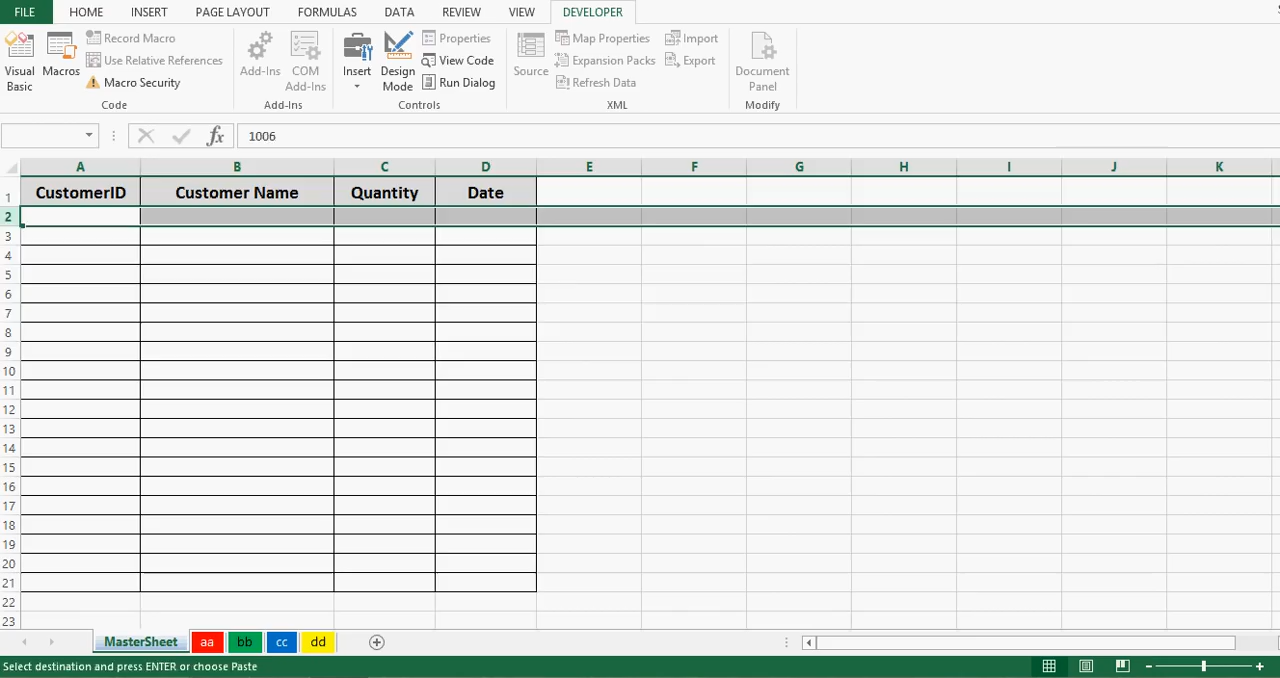 FILE HOME INSERT PAGE LAYOUT FORMULAS DATA REVIEW VIEW DEVELOPER
Visual Basic
Macros
Record Macro
Use Relative References
Macro Security
Code
Add-Ins
COM Add-Ins
Add-Ins
Insert
Design Mode
Properties
View Code
Run Dialog
Controls
Source
Map Properties
Expansion Packs
Refresh Data
Import
Export
XML
Document Panel
Modify
fx 1006
A B C D E F G H I J K
1 CustomerID Customer Name Quantity Date
2
3
4
5
6
7
8
9
10
11
12
13
14
15
16
17
18
19
20
21
22
23
MasterSheet aa bb cc dd
Select destination and press ENTER or choose Paste